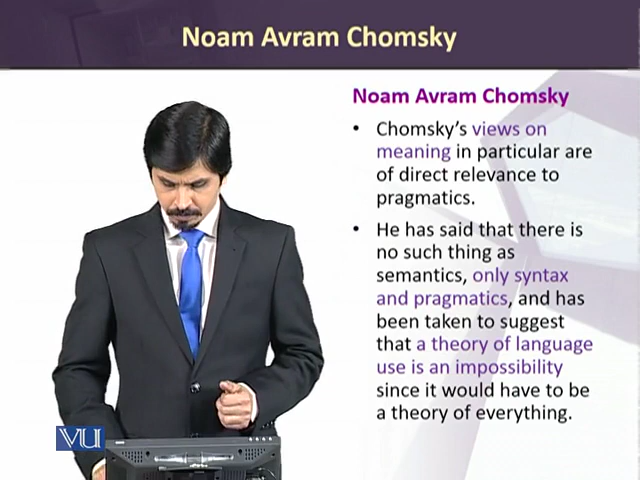 Noam Avram Chomsky
Noam Avram Chomsky
• Chomsky's views on
meaning in particular are
of direct relevance to
pragmatics.
• He has said that there is
no such thing as
semantics, only syntax
and pragmatics, and has
been taken to suggest
that a theory of language
use is an impossibility
since it would have to be
a theory of everything.
VU